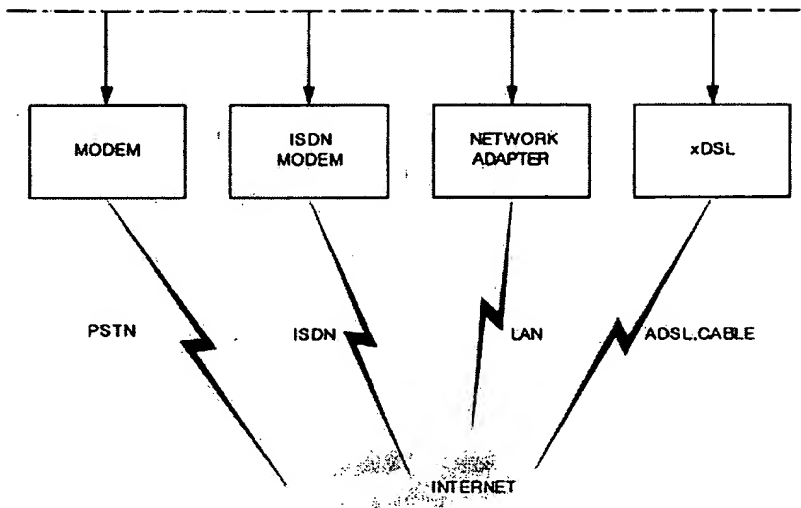 MODEM
ISDN
MODEM
NETWORK
ADAPTER
xDSL
PSTN
ISDN
LAN
ADSL,CABLE
INTERNET